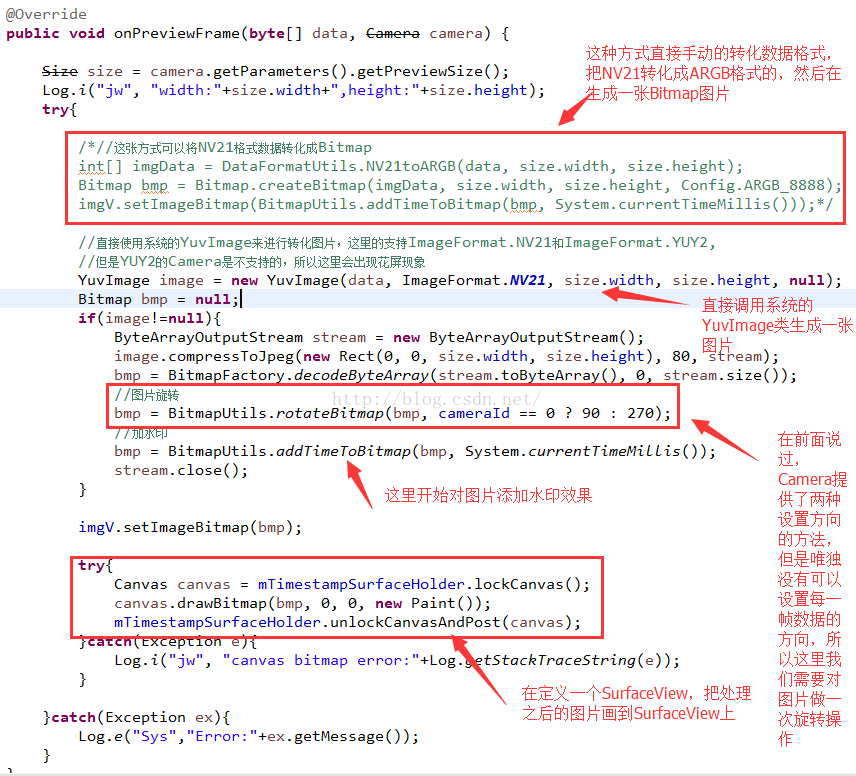 @Override
public void onPreviewFrame(byte[] data, Camera camera) {
Size size = camera.getParameters().getPreviewSize();
Log.i("jw", "width:"+size.width+",height:"+size.height);
try{
这种方式直接手动的转化数据格式，
把NV21转化成ARGB格式的，然后在
生成一张Bitmap图片
/*//这张方式可以将NV21格式数据转化成Bitmap
int[] imgData = DataFormatUtils.NV21toARGB(data, size.width, size.height);
Bitmap bmp = Bitmap.createBitmap(imgData, size.width, size.height, Config.ARGB_8888);
imgV.setImageBitmap(BitmapUtils.addTimeToBitmap(bmp, System.currentTimeMillis()));*/
//直接使用系统的YuvImage来进行转化图片，这里的支持ImageFormat.NV21和ImageFormat.YUY2,
//但是YUY2的Camera是不支持的，所以这里会出现花屏现象
YuvImage image = new YuvImage(data, ImageFormat.NV21, size.width, size.height, null);
Bitmap bmp = null;
if(image!=null){
ByteArrayOutputStream stream = new ByteArrayOutputStream();
image.compressToJpeg(new Rect(0, 0, size.width, size.height), 80, stream);
bmp = BitmapFactory.decodeByteArray(stream.toByteArray(), 0, stream.size());
直接调用系统的
YuvImage类生成一张
图片
//图片旋转
http://blog.csdn.net/
bmp = BitmapUtils.rotateBitmap(bmp, cameraId == 0 ? 90 : 270);
//加水印
bmp = BitmapUtils.addTimeToBitmap(bmp, System.currentTimeMillis());
stream.close();
}
这里开始对图片添加水印效果
在前面说
过，
Camera提
供了两种
设置方向
的方法，
但是唯独
没有可以
设置每一
帧数据的
方向，所
以这里我
们需要对
图片做一
次旋转操
作
imgV.setImageBitmap(bmp);
try{
Canvas canvas = mTimestampSurfaceHolder.lockCanvas();
canvas.drawBitmap(bmp, 0, 0, new Paint());
mTimestampSurfaceHolder.unlockCanvasAndPost(canvas);
}catch(Exception e){
Log.i("jw", "canvas bitmap error:"+Log.getStackTraceString(e));
}
在定义一个SurfaceView，把处理
之后的图片画到SurfaceView上
}catch(Exception ex){
Log.e("Sys","Error:"+ex.getMessage());
}
}